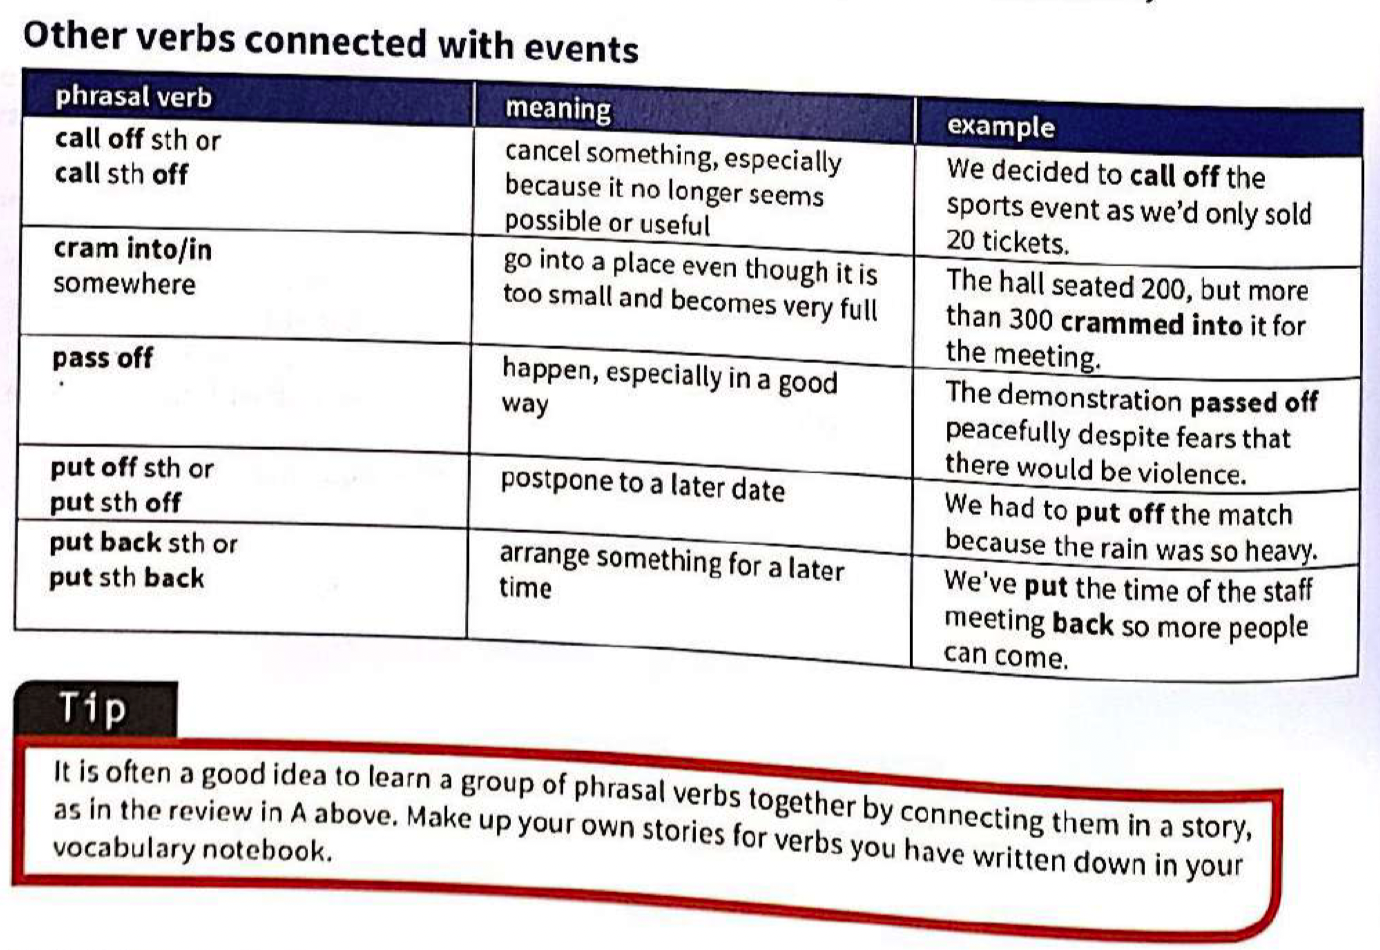 Other verbs connected with events
phrasal verb
meaning
example
call off sth or
call sth off
cancel something, especially
because it no longer seems
possible or useful
We decided to call off the
sports event as we'd only sold
20 tickets.
cram into/in
somewhere
go into a place even though it is
too small and becomes very full
The hall seated 200, but more
than 300 crammed into it for
the meeting.
pass off
happen, especially in a good
way
The demonstration passed off
peacefully despite fears that
there would be violence.
put off sth or
put sth off
postpone to a later date
We had to put off the match
because the rain was so heavy.
put back sth or
put sth back
arrange something for a later
time
We've put the time of the staff
meeting back so more people
can come.
Tip
It is often a good idea to learn a group of phrasal verbs together by connecting them in a story,
as in the review in A above. Make up your own stories for verbs you have written down in your
vocabulary notebook.